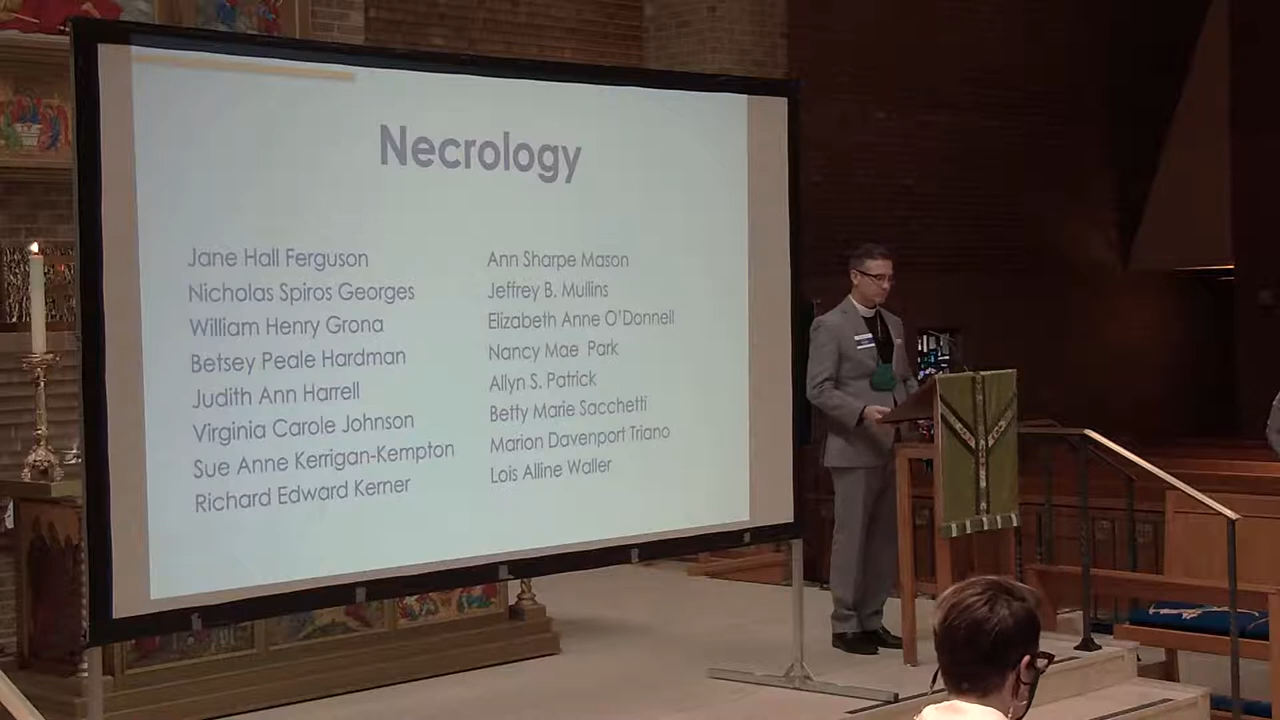 Necrology
Jane Hall Ferguson
Nicholas Spiros Georges
William Henry Grona
Betsey Peale Hardman
Judith Ann Harrell
Virginia Carole Johnson
Sue Anne Kerrigan-Kempton
Richard Edward Kerner
Ann Sharpe Mason
Jeffrey B. Mullins
Elizabeth Anne O'Donnell
Nancy Mae Park
Allyn S. Patrick
Betty Marie Sacchetti
Marion Davenport Triano
Lois Alline Waller